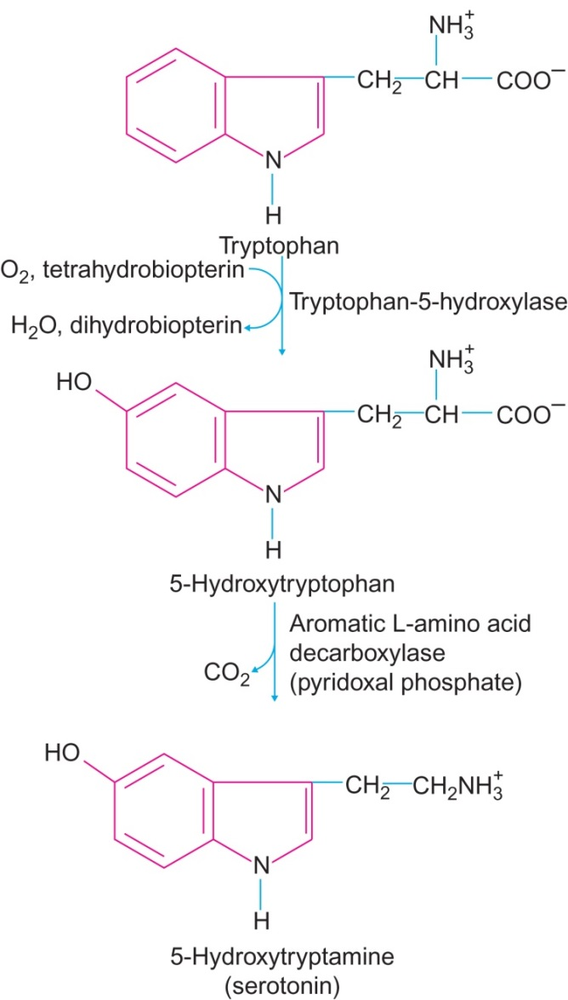 NH₃⁺
CH₂ CH COO⁻
N
H
Tryptophan
O₂, tetrahydrobiopterin
Tryptophan-5-hydroxylase
H₂O, dihydrobiopterin
NH₃⁺
HO
CH₂ CH COO⁻
N
H
5-Hydroxytryptophan
Aromatic L-amino acid
decarboxylase
CO₂
(pyridoxal phosphate)
HO
CH₂ CH₂NH₃⁺
N
H
5-Hydroxytryptamine
(serotonin)